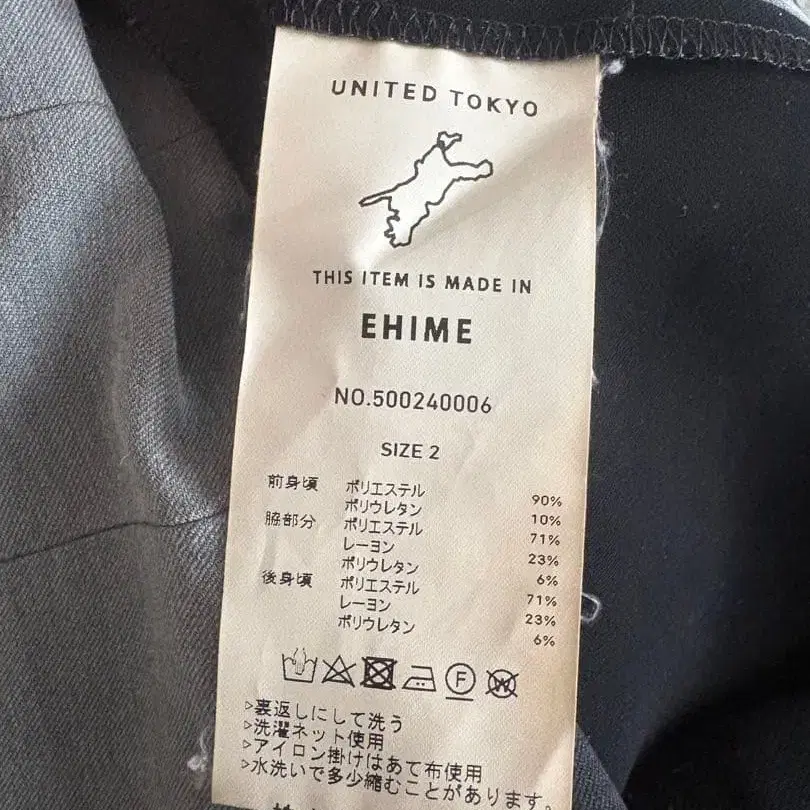 UNITED TOKYO
THIS ITEM IS MADE IN
EHIME
NO.500240006
SIZE 2
前身頃 ポリエステル 90%
ポリウレタン 10%
脇部分 ポリエステル 71%
レーヨン 23%
ポリウレタン 6%
後身頃 ポリエステル 71%
レーヨン 23%
ポリウレタン 6%
F W
>裏返しにして洗う
>洗濯ネット使用
>アイロン掛けはあて布使用
>水洗いで多少縮むことがあります。